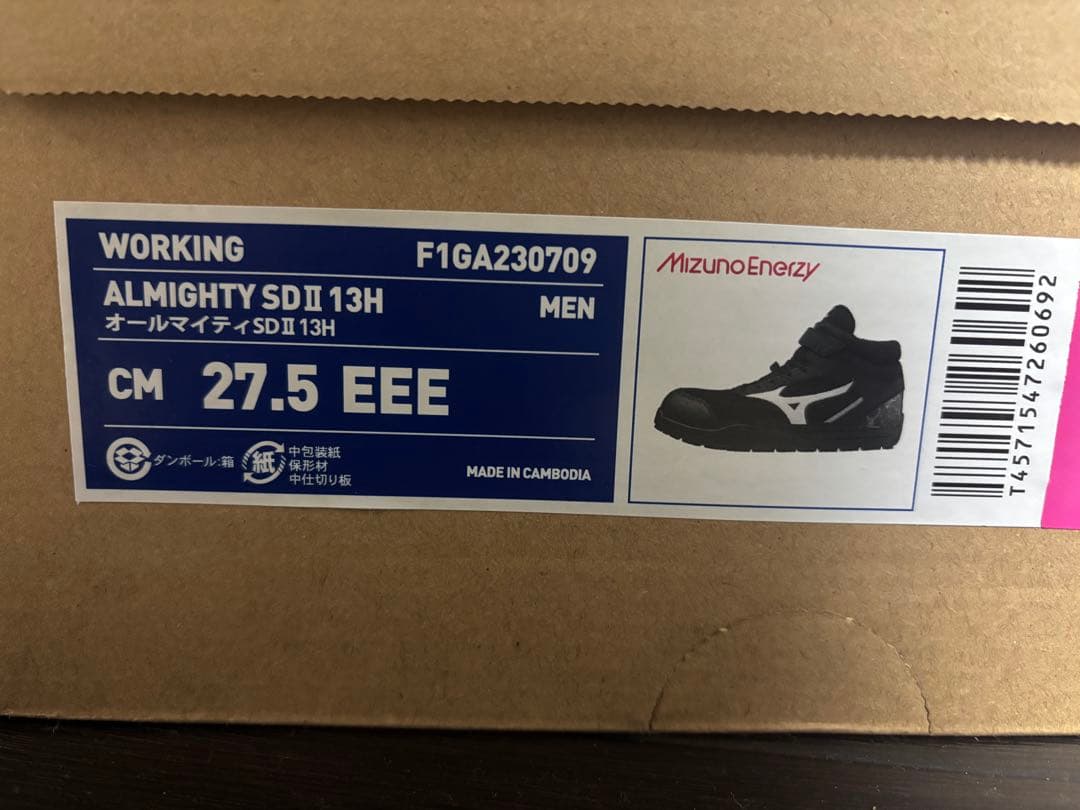 WORKING F1GA230709
ALMIGHTY SDⅡ 13H MEN
オールマイティSDⅡ 13H
CM 27.5 EEE
ダンボール:箱
紙
中包装紙
保形材
中仕切り板
MADE IN CAMBODIA
MIZUNO ENERZY
T4571547260692